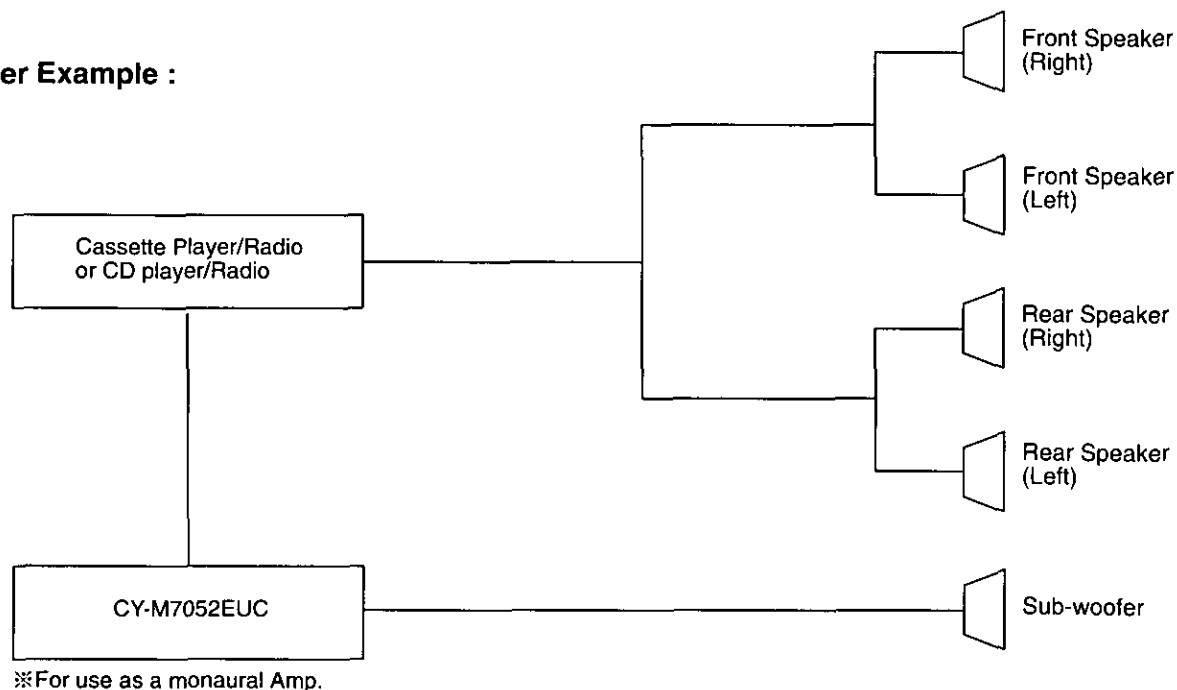 er Example :
Front Speaker
(Right)
Front Speaker
(Left)
Cassette Player/Radio
or CD player/Radio
Rear Speaker
(Right)
Rear Speaker
(Left)
CY-M7052EUC
Sub-woofer
※For use as a monaural Amp.